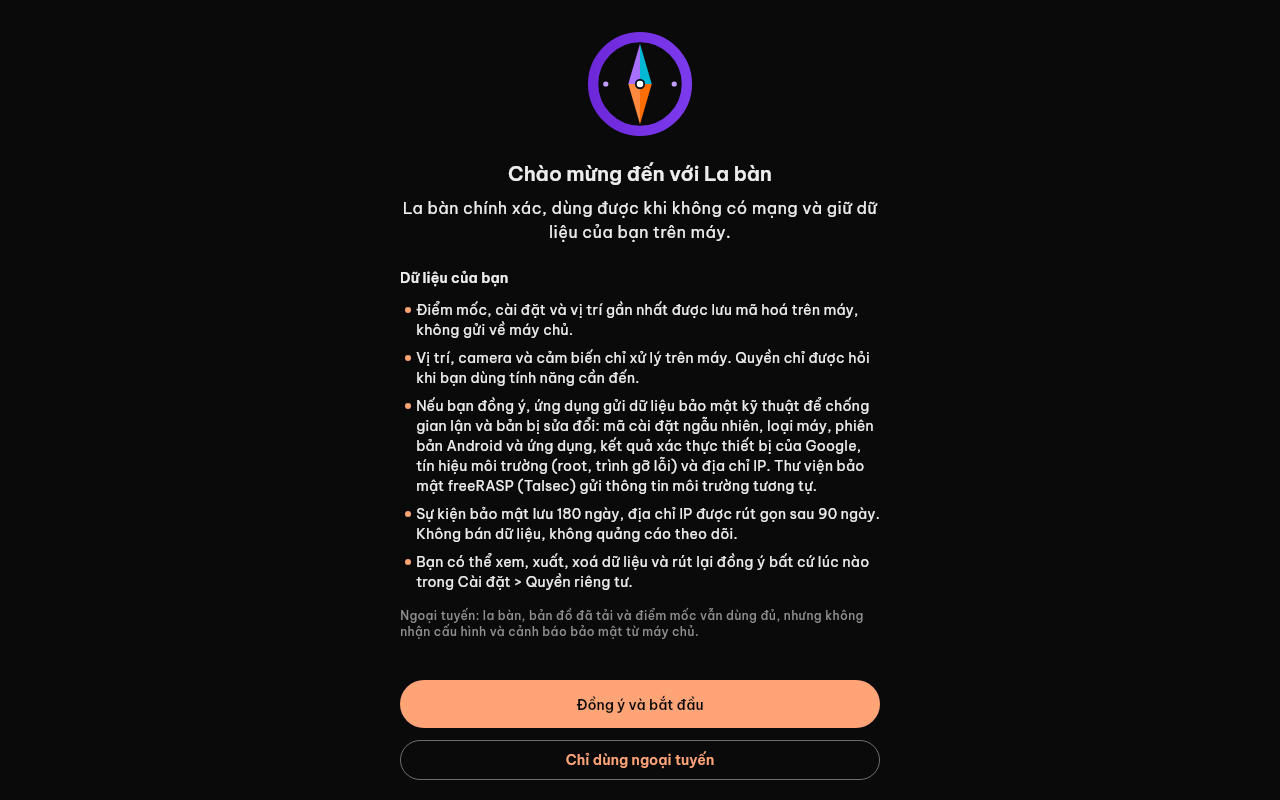 Chào mừng đến với La bàn
La bàn chính xác, dùng được khi không có mạng và giữ dữ
liệu của bạn trên máy.
Dữ liệu của bạn
Điểm mốc, cài đặt và vị trí gần nhất được lưu mã hoá trên máy,
không gửi về máy chủ.
Vị trí, camera và cảm biến chỉ xử lý trên máy. Quyền chỉ được hỏi
khi bạn dùng tính năng cần đến.
Nếu bạn đồng ý, ứng dụng gửi dữ liệu bảo mật kỹ thuật để chống
gian lận và bản bị sửa đổi: mã cài đặt ngẫu nhiên, loại máy, phiên
bản Android và ứng dụng, kết quả xác thực thiết bị của Google,
tín hiệu môi trường (root, trình gỡ lỗi) và địa chỉ IP. Thư viện bảo
mật freeRASP (Talsec) gửi thông tin môi trường tương tự.
Sự kiện bảo mật lưu 180 ngày, địa chỉ IP được rút gọn sau 90 ngày.
Không bán dữ liệu, không quảng cáo theo dõi.
Bạn có thể xem, xuất, xoá dữ liệu và rút lại đồng ý bất cứ lúc nào
trong Cài đặt > Quyền riêng tư.
Ngoại tuyến: la bàn, bản đồ đã tải và điểm mốc vẫn dùng đủ, nhưng không
nhận cấu hình và cảnh báo bảo mật từ máy chủ.
Đồng ý và bắt đầu
Chỉ dùng ngoại tuyến